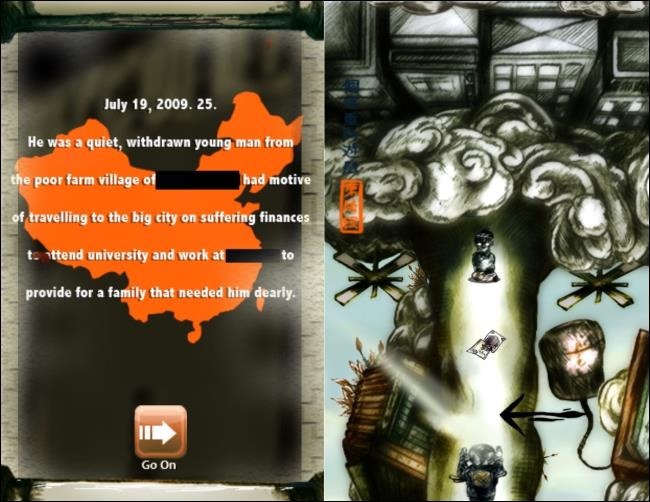 July 19, 2009. 25.
He was a quiet, withdrawn young man from
the poor farm village of had motive
of travelling to the big city on suffering finances
to attend university and work at to
provide for a family that needed him dearly.
Go On